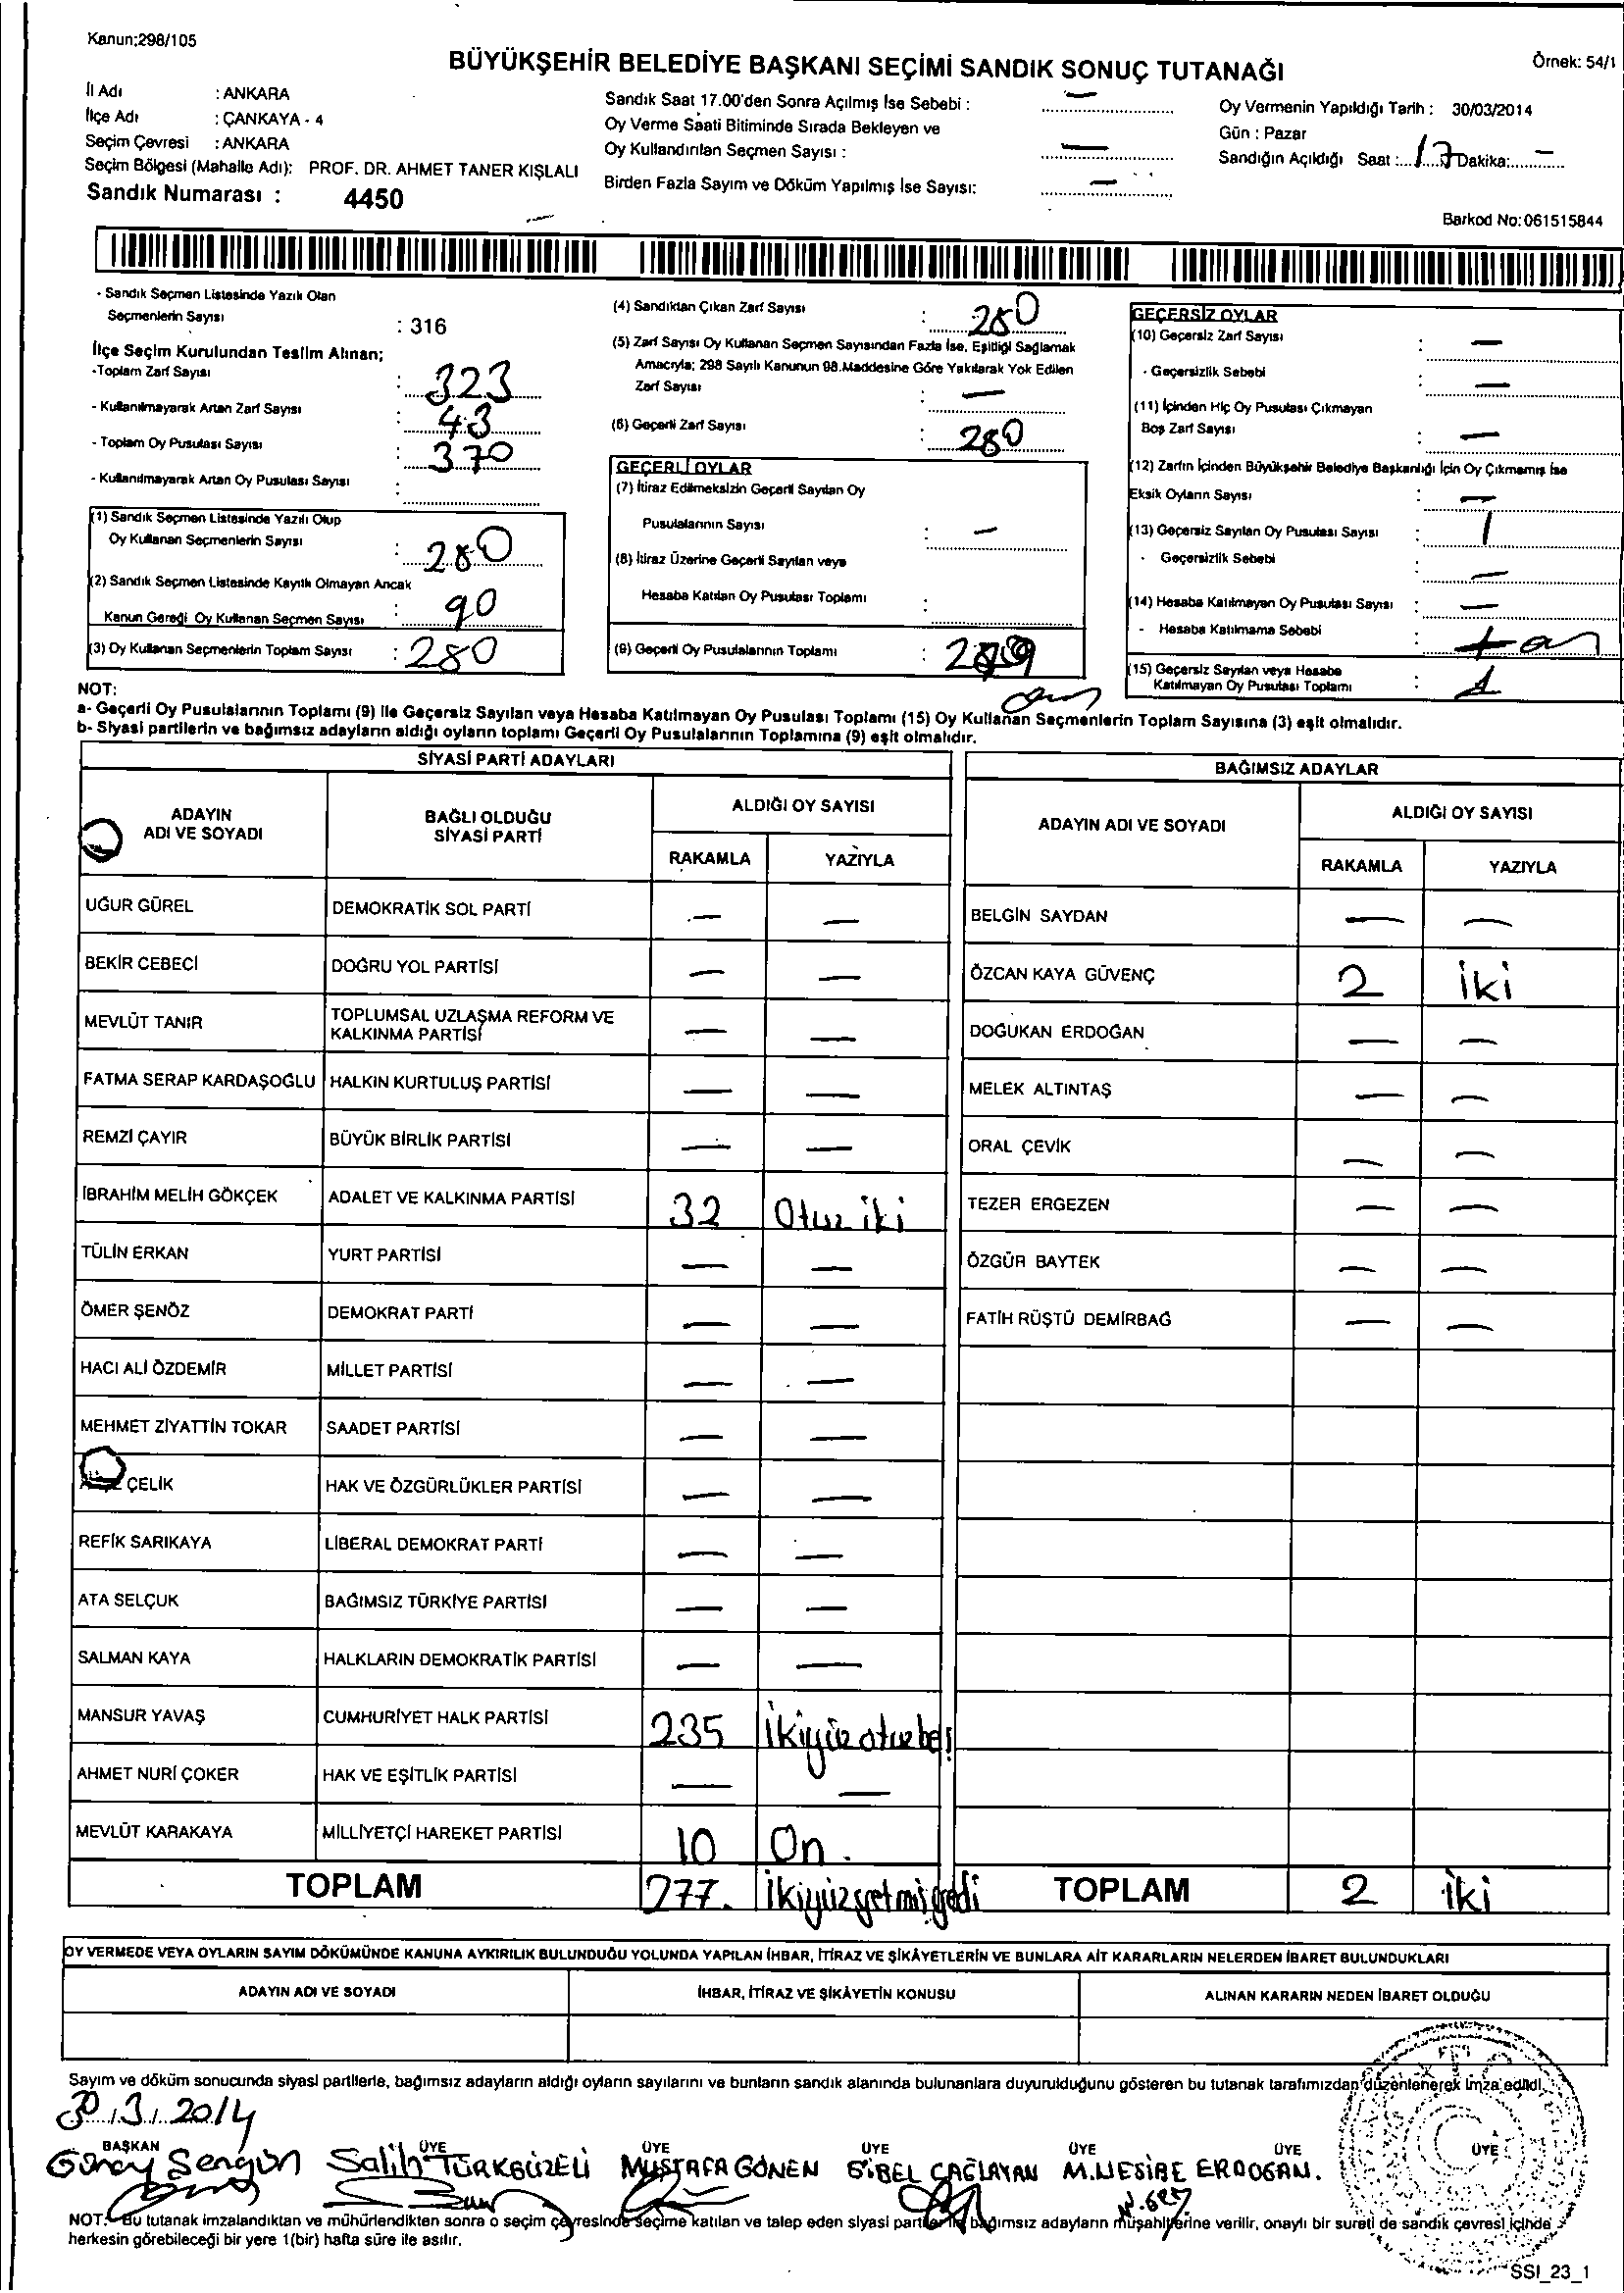 Kanun:298/105
BÜYÜKŞEHİR BELEDİYE BAŞKANI SEÇİMİ SANDIK SONUÇ TUTANAĞI
Örnek: 54/1
İl Adı : ANKARA
İlçe Adı : ÇANKAYA - 4
Seçim Çevresi : ANKARA
Seçim Bölgesi (Mahalle Adı): PROF. DR. AHMET TANER KIŞLALI
Sandık Numarası : 4450
Sandık Saat 17.00'den Sonra Açılmış İse Sebebi : —
Oy Verme Saati Bitiminde Sırada Bekleyen ve
Oy Kullandırılan Seçmen Sayısı : —
Birden Fazla Sayım ve Döküm Yapılmış İse Sayısı: —
Oy Vermenin Yapıldığı Tarih : 30/03/2014
Gün : Pazar
Sandığın Açıldığı Saat : 17 Dakika: —
Barkod No:061515844
- Sandık Seçmen Listesinde Yazılı Olan
Seçmenlerin Sayısı : 316
İlçe Seçim Kurulundan Teslim Alınan;
-Toplam Zarf Sayısı : 323
- Kullanılmayarak Artan Zarf Sayısı : 43
- Toplam Oy Pusulası Sayısı : 370
- Kullanılmayarak Artan Oy Pusulası Sayısı :
(1) Sandık Seçmen Listesinde Yazılı Olup
Oy Kullanan Seçmenlerin Sayısı : 280
(2) Sandık Seçmen Listesinde Kayıtlı Olmayan Ancak
Kanun Gereği Oy Kullanan Seçmen Sayısı : 90
(3) Oy Kullanan Seçmenlerin Toplam Sayısı : 280
(4) Sandıktan Çıkan Zarf Sayısı : 280
(5) Zarf Sayısı Oy Kullanan Seçmen Sayısından Fazla İse, Eşitliği Sağlamak
Amacıyla; 298 Sayılı Kanunun 98.Maddesine Göre Yakılarak Yok Edilen
Zarf Sayısı : —
(6) Geçerli Zarf Sayısı : 280
GEÇERLİ OYLAR
(7) İtiraz Edilmeksizin Geçerli Sayılan Oy
Pusulalarının Sayısı : —
(8) İtiraz Üzerine Geçerli Sayılan veya
Hesaba Katılan Oy Pusulası Toplamı :
(9) Geçerli Oy Pusulalarının Toplamı : 279
GEÇERSİZ OYLAR
(10) Geçersiz Zarf Sayısı : —
- Geçersizlik Sebebi : —
(11) İçinden Hiç Oy Pusulası Çıkmayan
Boş Zarf Sayısı : —
(12) Zarfın İçinden Büyükşehir Belediye Başkanlığı İçin Oy Çıkmamış İse
Eksik Oyların Sayısı : —
(13) Geçersiz Sayılan Oy Pusulası Sayısı : 1
- Geçersizlik Sebebi : —
(14) Hesaba Katılmayan Oy Pusulası Sayısı : —
- Hesaba Katılmama Sebebi :
(15) Geçersiz Sayılan veya Hesaba
Katılmayan Oy Pusulası Toplamı : 1
NOT:
a- Geçerli Oy Pusulalarının Toplamı (9) ile Geçersiz Sayılan veya Hesaba Katılmayan Oy Pusulası Toplamı (15) Oy Kullanan Seçmenlerin Toplam Sayısına (3) eşit olmalıdır.
b- Siyasi partilerin ve bağımsız adayların aldığı oyların toplamı Geçerli Oy Pusulalarının Toplamına (9) eşit olmalıdır.
SİYASİ PARTİ ADAYLARI
ADAYIN ADI VE SOYADI BAĞLI OLDUĞU SİYASİ PARTİ ALDIĞI OY SAYISI
RAKAMLA YAZIYLA
UĞUR GÜREL DEMOKRATİK SOL PARTİ — —
BEKİR CEBECİ DOĞRU YOL PARTİSİ — —
MEVLÜT TANIR TOPLUMSAL UZLAŞMA REFORM VE KALKINMA PARTİSİ — —
FATMA SERAP KARDAŞOĞLU HALKIN KURTULUŞ PARTİSİ — —
REMZİ ÇAYIR BÜYÜK BİRLİK PARTİSİ — —
İBRAHİM MELİH GÖKÇEK ADALET VE KALKINMA PARTİSİ 32 Otuz iki
TÜLİN ERKAN YURT PARTİSİ — —
ÖMER ŞENÖZ DEMOKRAT PARTİ — —
HACI ALİ ÖZDEMİR MİLLET PARTİSİ — —
MEHMET ZİYATTİN TOKAR SAADET PARTİSİ — —
ÇELİK HAK VE ÖZGÜRLÜKLER PARTİSİ — —
REFİK SARIKAYA LİBERAL DEMOKRAT PARTİ — —
ATA SELÇUK BAĞIMSIZ TÜRKİYE PARTİSİ — —
SALMAN KAYA HALKLARIN DEMOKRATİK PARTİSİ — —
MANSUR YAVAŞ CUMHURİYET HALK PARTİSİ 235 İkiyüz otuz beş
AHMET NURİ ÇOKER HAK VE EŞİTLİK PARTİSİ — —
MEVLÜT KARAKAYA MİLLİYETÇİ HAREKET PARTİSİ 10 On.
TOPLAM 277. İkiyüzyetmişyedi
BAĞIMSIZ ADAYLAR
ADAYIN ADI VE SOYADI ALDIĞI OY SAYISI
RAKAMLA YAZIYLA
BELGİN SAYDAN — —
ÖZCAN KAYA GÜVENÇ 2 iki
DOĞUKAN ERDOĞAN — —
MELEK ALTINTAŞ — —
ORAL ÇEVİK — —
TEZER ERGEZEN — —
ÖZGÜR BAYTEK — —
FATİH RÜŞTÜ DEMİRBAĞ — —
TOPLAM 2 iki
OY VERMEDE VEYA OYLARIN SAYIM DÖKÜMÜNDE KANUNA AYKIRILIK BULUNDUĞU YOLUNDA YAPILAN İHBAR, İTİRAZ VE ŞİKÂYETLERİN VE BUNLARA AİT KARARLARIN NELERDEN İBARET BULUNDUKLARI
ADAYIN ADI VE SOYADI İHBAR, İTİRAZ VE ŞİKÂYETİN KONUSU ALINAN KARARIN NEDEN İBARET OLDUĞU
Sayım ve döküm sonucunda siyasi partilerle, bağımsız adayların aldığı oyların sayılarını ve bunların sandık alanında bulunanlara duyurulduğunu gösteren bu tutanak tarafımızdan düzenlenerek imza edildi.
30/3/2014
BAŞKAN ÜYE ÜYE ÜYE ÜYE ÜYE ÜYE
Günay Şengün Salih TÜRKGÜZELİ MUSTAFA GÖNEN SİBEL ÇAĞLAYAN M.NESİBE ERDOĞAN.
NOT: Bu tutanak imzalandıktan ve mühürlendikten sonra o seçim çevresinde seçime katılan ve talep eden siyasi partilerin bağımsız adayların müşahitlerine verilir, onaylı bir sureti de sandık çevresi içinde
herkesin görebileceği bir yere 1(bir) hafta süre ile asılır.
SSI_23_1